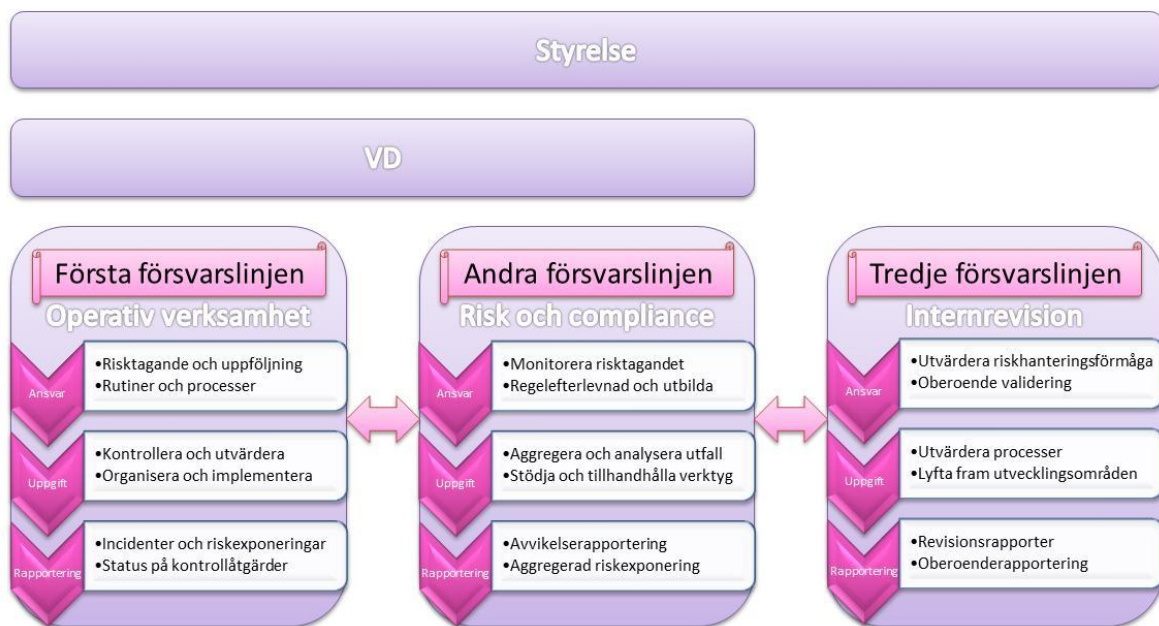 Styrelse
VD
Första försvarslinjen
Operativ verksamhet
Ansvar
•Risktagande och uppföljning
•Rutiner och processer
Uppgift
•Kontrollera och utvärdera
•Organisera och implementera
Rapportering
•Incidenter och riskexponeringar
•Status på kontrollåtgärder
Andra försvarslinjen
Risk och compliance
Ansvar
•Monitorera risktagandet
•Regelefterlevnad och utbilda
Uppgift
•Aggregera och analysera utfall
•Stödja och tillhandhålla verktyg
Rapportering
•Avvikelserapportering
•Aggregerad riskexponering
Tredje försvarslinjen
Internrevision
Ansvar
•Utvärdera riskhanteringsförmåga
•Oberoende validering
Uppgift
•Utvärdera processer
•Lyfta fram utvecklingsområden
Rapportering
•Revisionsrapporter
•Oberoenderapportering